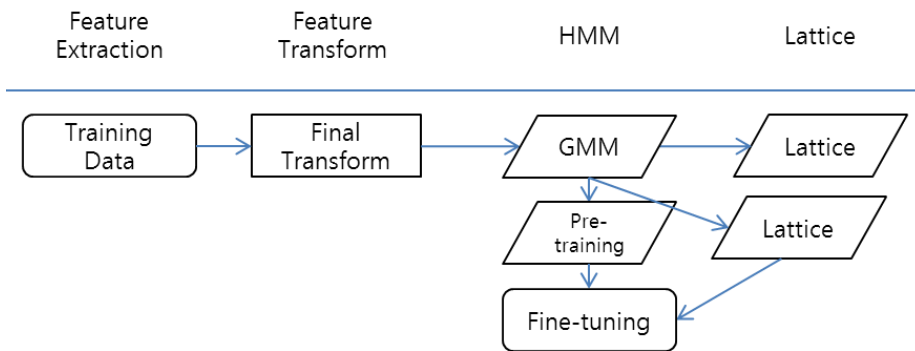 Feature
Extraction
Feature
Transform
HMM
Lattice
Training
Data
Final
Transform
GMM
Lattice
Pre-
training
Lattice
Fine-tuning